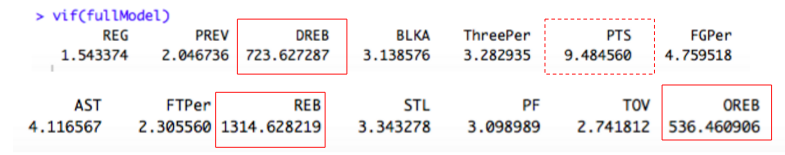 > vif(fullModel)
REG PREV DREB BLKA ThreePer PTS FGPer
1.543374 2.046736 723.627287 3.138576 3.282935 9.484560 4.759518
AST FTPer REB STL PF TOV OREB
4.116567 2.305560 1314.628219 3.343278 3.098989 2.741812 536.460906